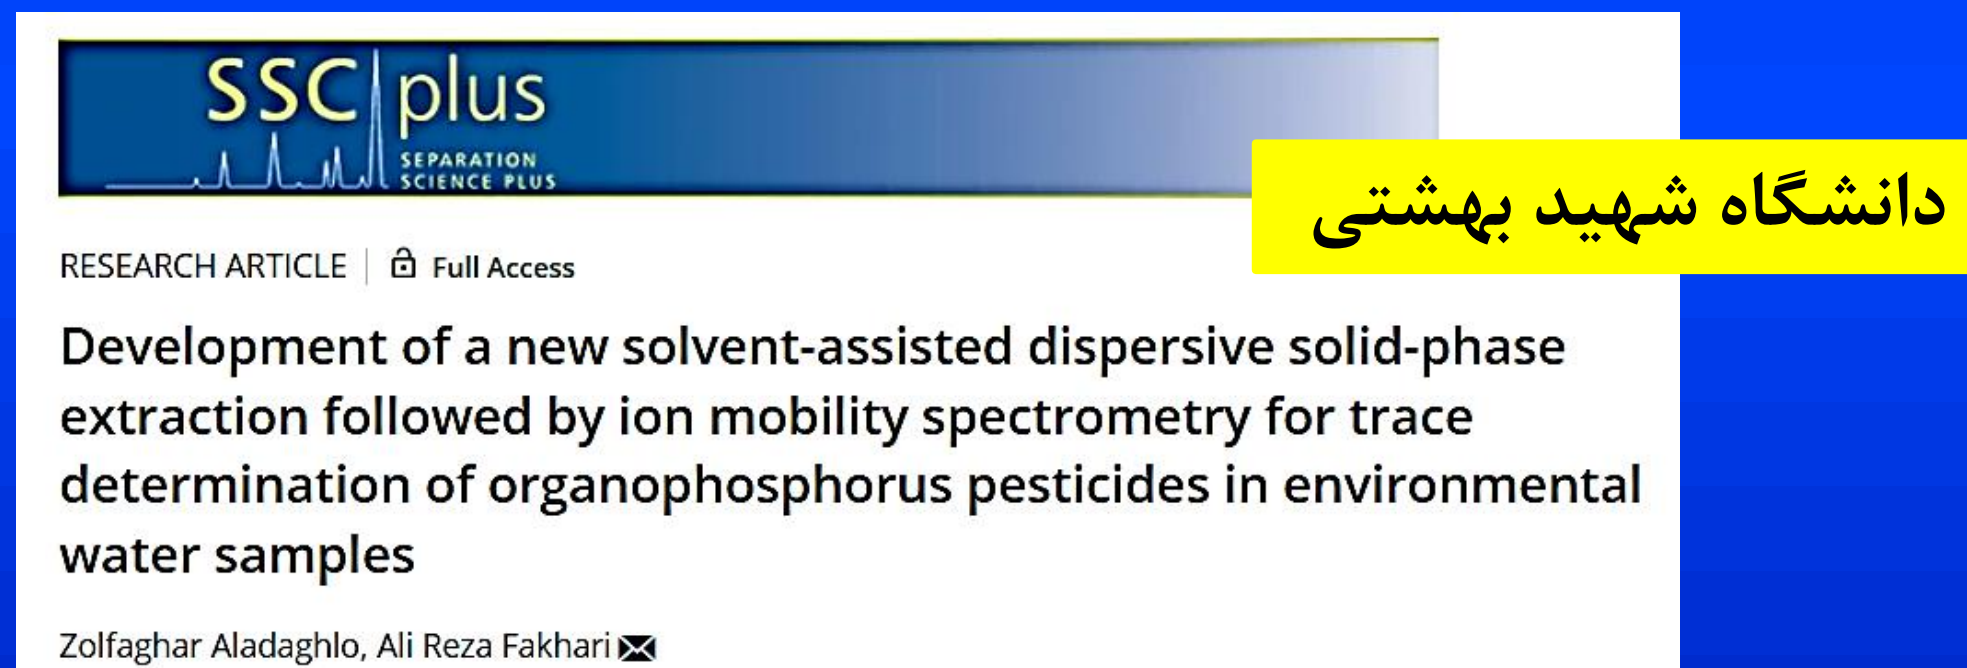 SSC plus
SEPARATION
SCIENCE PLUS
دانشگاه شهید بهشتی
RESEARCH ARTICLE | Full Access
Development of a new solvent-assisted dispersive solid-phase
extraction followed by ion mobility spectrometry for trace
determination of organophosphorus pesticides in environmental
water samples
Zolfaghar Aladaghlo, Ali Reza Fakhari